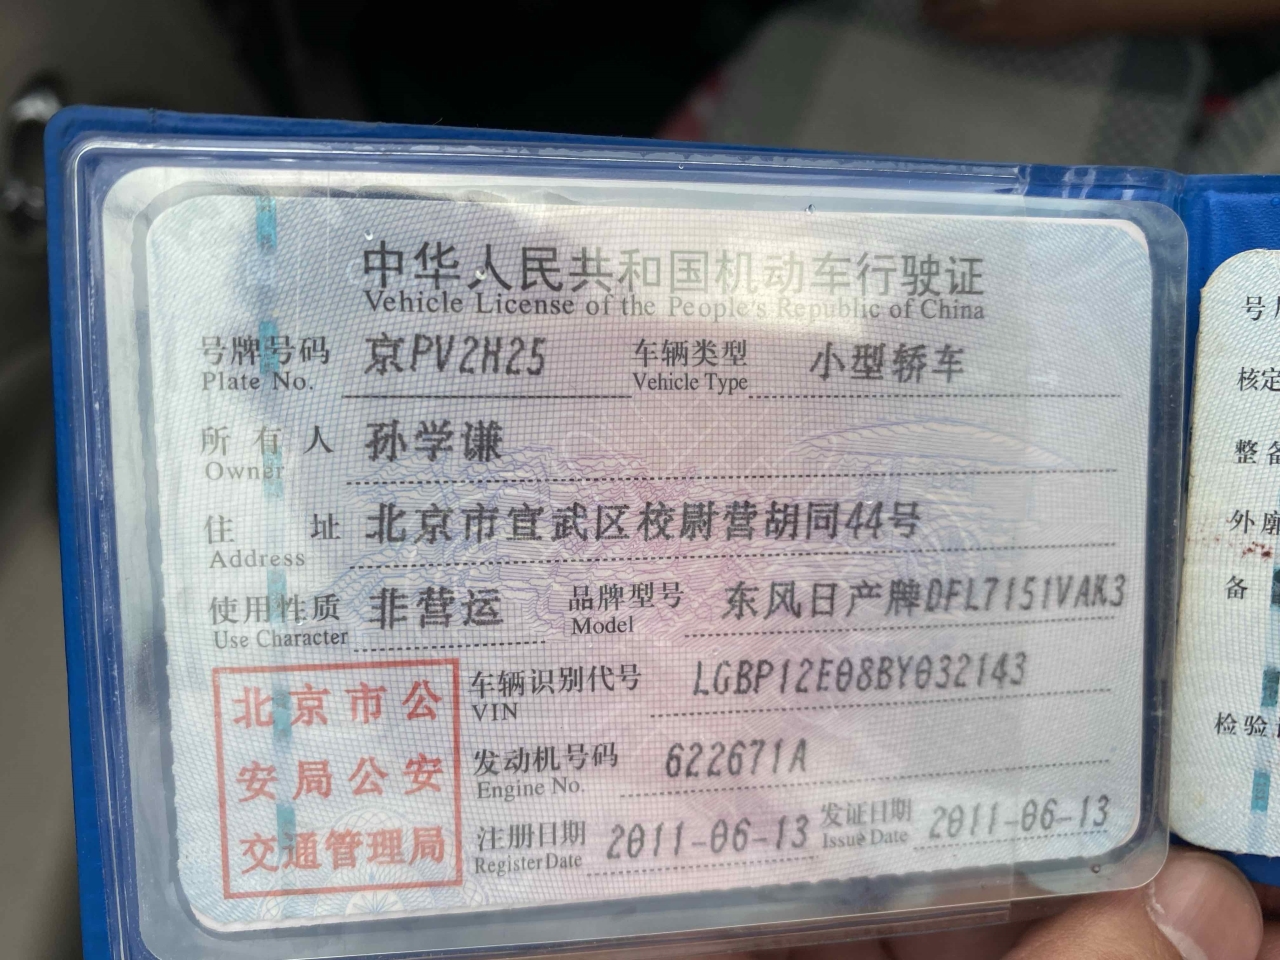 中华人民共和国机动车行驶证
Vehicle License of the People's Republic of China
号牌号码 京PV2H25 车辆类型 小型轿车
Plate No. Vehicle Type
所有人 孙学谦
Owner
住址 北京市宣武区校尉营胡同44号
Address
使用性质 非营运 品牌型号 东风日产牌DFL7151VAK3
Use Character Model
车辆识别代号 LGBP12E08BY032143
VIN
发动机号码 622671A
Engine No.
注册日期 2011-06-13 发证日期 2011-06-13
Register Date Issue Date
北京市公
安局公安
交通管理局
号牌
核定
整备
外廓
备
检验